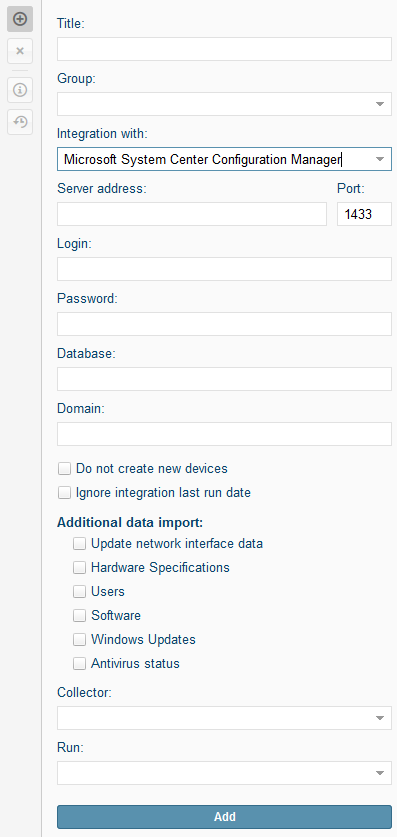 Title:
Group:
Integration with:
Microsoft System Center Configuration Manager
Server address: Port:
1433
Login:
Password:
Database:
Domain:
Do not create new devices
Ignore integration last run date
Additional data import:
Update network interface data
Hardware Specifications
Users
Software
Windows Updates
Antivirus status
Collector:
Run:
Add